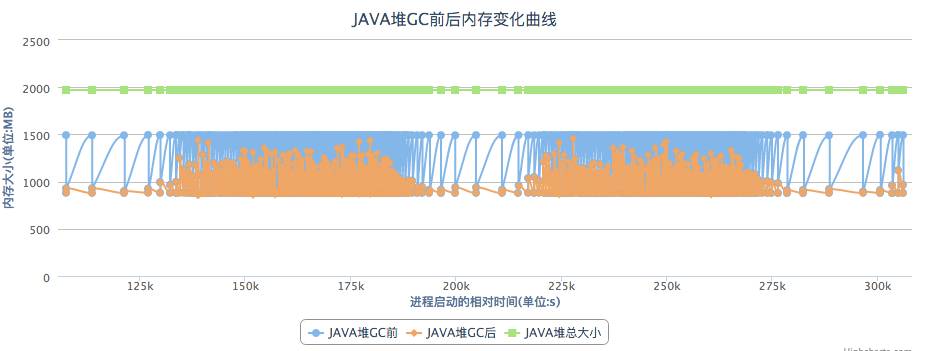 JAVA堆GC前后内存变化曲线
2500
2000
1500
1000
500
0
内存大小(单位:MB)
125k 150k 175k 200k 225k 250k 275k 300k
进程启动的相对时间(单位:s)
JAVA堆GC前 JAVA堆GC后 JAVA堆总大小
Highcharts.com